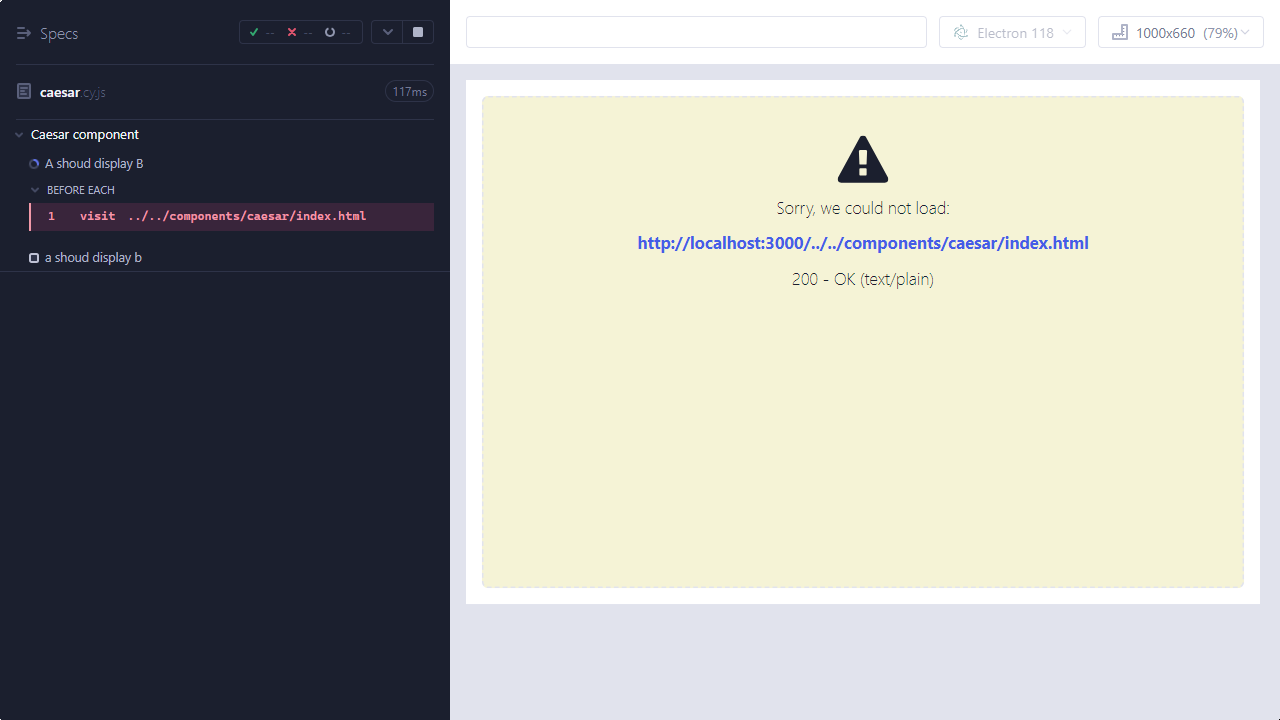 Specs
-- -- --
caesar.cy.js
117ms
Caesar component
A shoud display B
BEFORE EACH
1 visit ../../components/caesar/index.html
a shoud display b
Electron 118
1000x660 (79%)
Sorry, we could not load:
http://localhost:3000/../../components/caesar/index.html
200 - OK (text/plain)